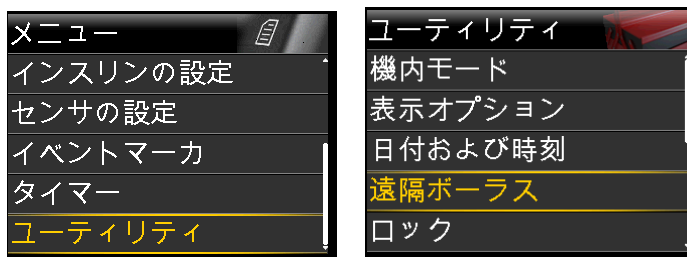 メニュー
インスリンの設定
センサの設定
イベントマーカ
タイマー
ユーティリティ
ユーティリティ
機内モード
表示オプション
日付および時刻
遠隔ボーラス
ロック